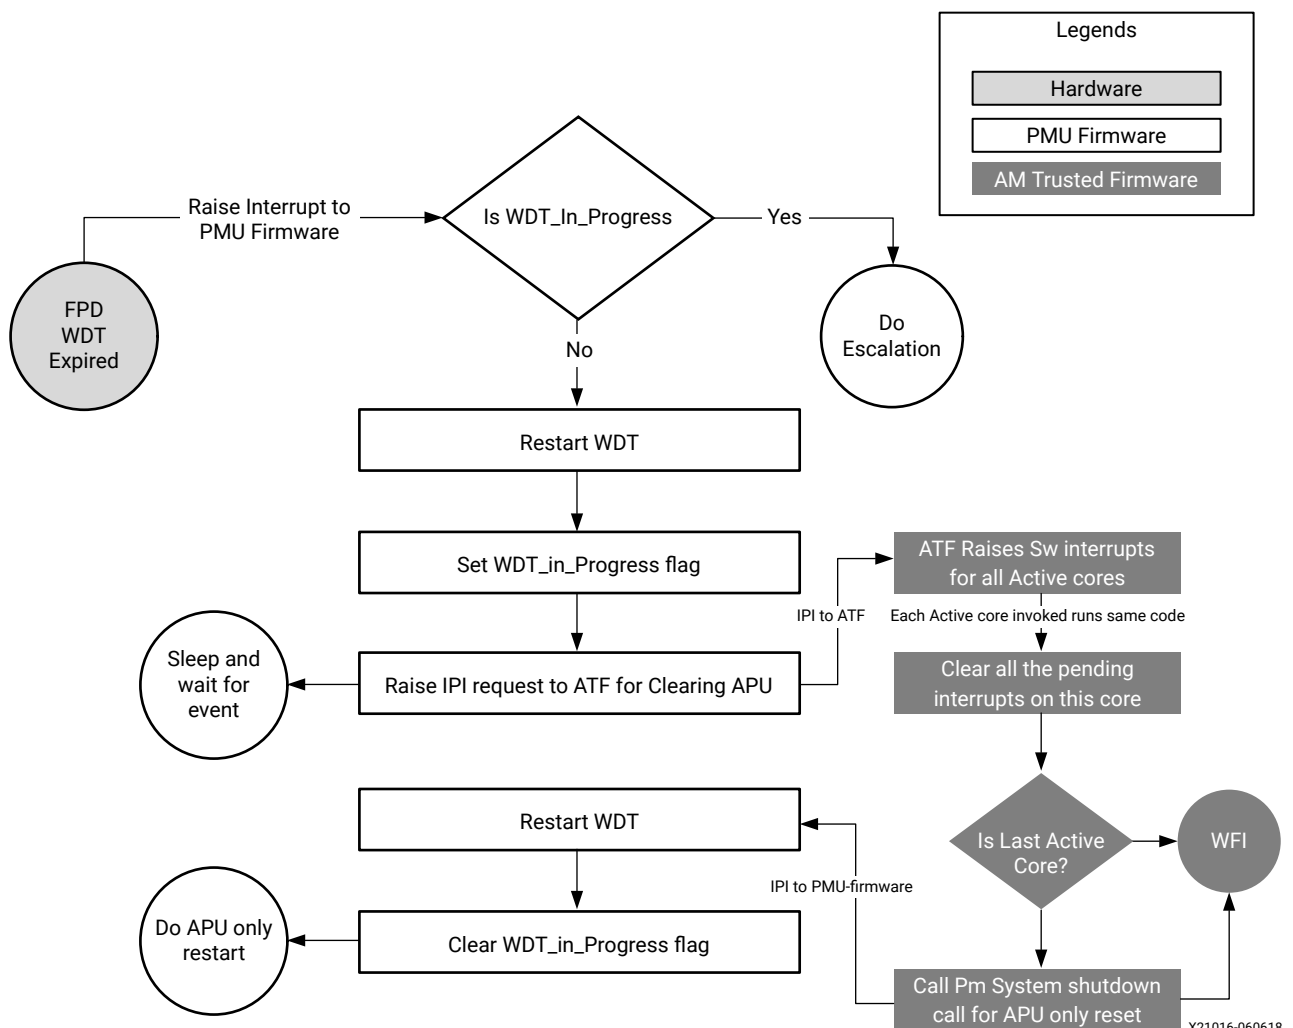 Legends
Hardware
PMU Firmware
AM Trusted Firmware
Raise Interrupt to
PMU Firmware
Is WDT_In_Progress
Yes
FPD
WDT
Expired
Do
Escalation
No
Restart WDT
Set WDT_in_Progress flag
ATF Raises Sw interrupts
for all Active cores
IPI to ATF
Each Active core invoked runs same code
Sleep and
wait for
event
Raise IPI request to ATF for Clearing APU
Clear all the pending
interrupts on this core
Restart WDT
Is Last Active
Core?
WFI
IPI to PMU-firmware
Do APU only
restart
Clear WDT_in_Progress flag
Call Pm System shutdown
call for APU only reset
X21016-060618